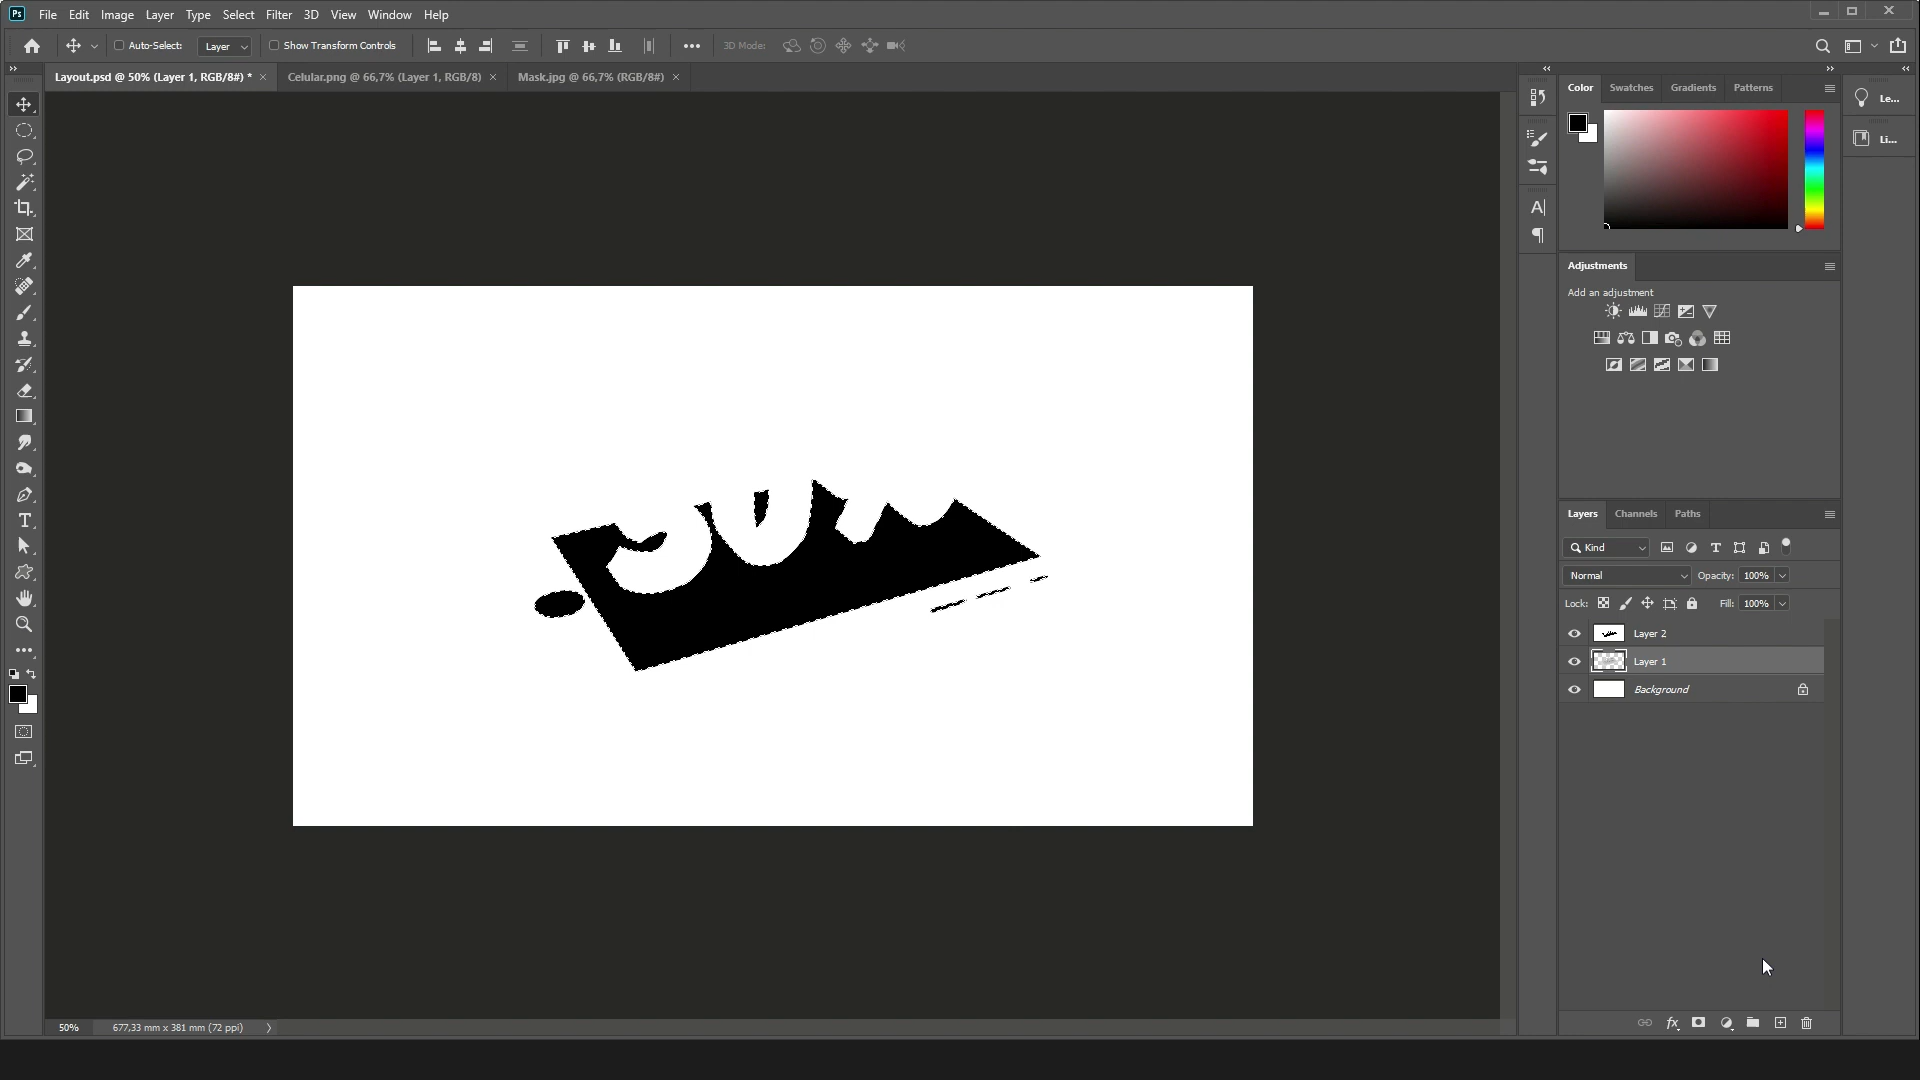 Ps File Edit Image Layer Type Select Filter 3D View Window Help
Auto-Select: Layer Show Transform Controls 3D Mode:
Layout.psd @ 50% (Layer 1, RGB/8#) * Celular.png @ 66,7% (Layer 1, RGB/8) Mask.jpg @ 66,7% (RGB/8#)
Color Swatches Gradients Patterns
Le...
Li...
Adjustments
Add an adjustment
Layers Channels Paths
Kind
Normal Opacity: 100%
Lock: Fill: 100%
Layer 2
Layer 1
Background
50% 677,33 mm x 381 mm (72 ppi)